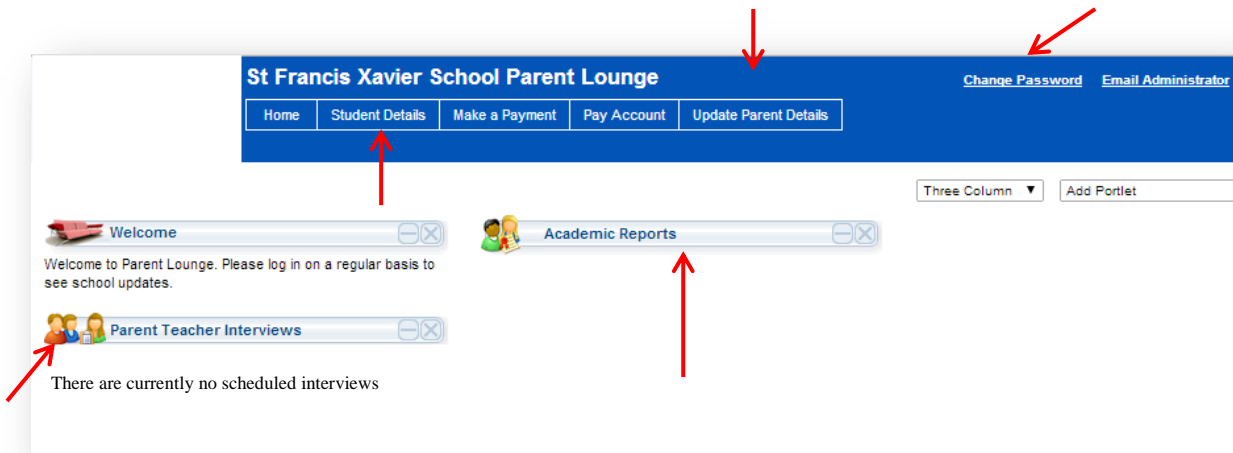 St Francis Xavier School Parent Lounge
Change Password Email Administrator
Home Student Details Make a Payment Pay Account Update Parent Details
Three Column Add Portlet
Welcome
Academic Reports
Welcome to Parent Lounge. Please log in on a regular basis to
see school updates.
Parent Teacher Interviews
There are currently no scheduled interviews